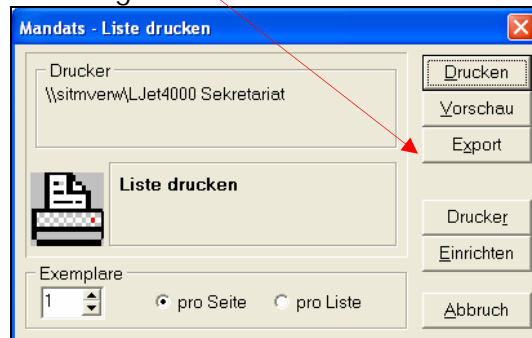 Mandats - Liste drucken
Drucker
\\sitmverw\LJet4000 Sekretariat
Liste drucken
Exemplare
1
pro Seite
pro Liste
Drucken
Vorschau
Export
Drucker
Einrichten
Abbruch